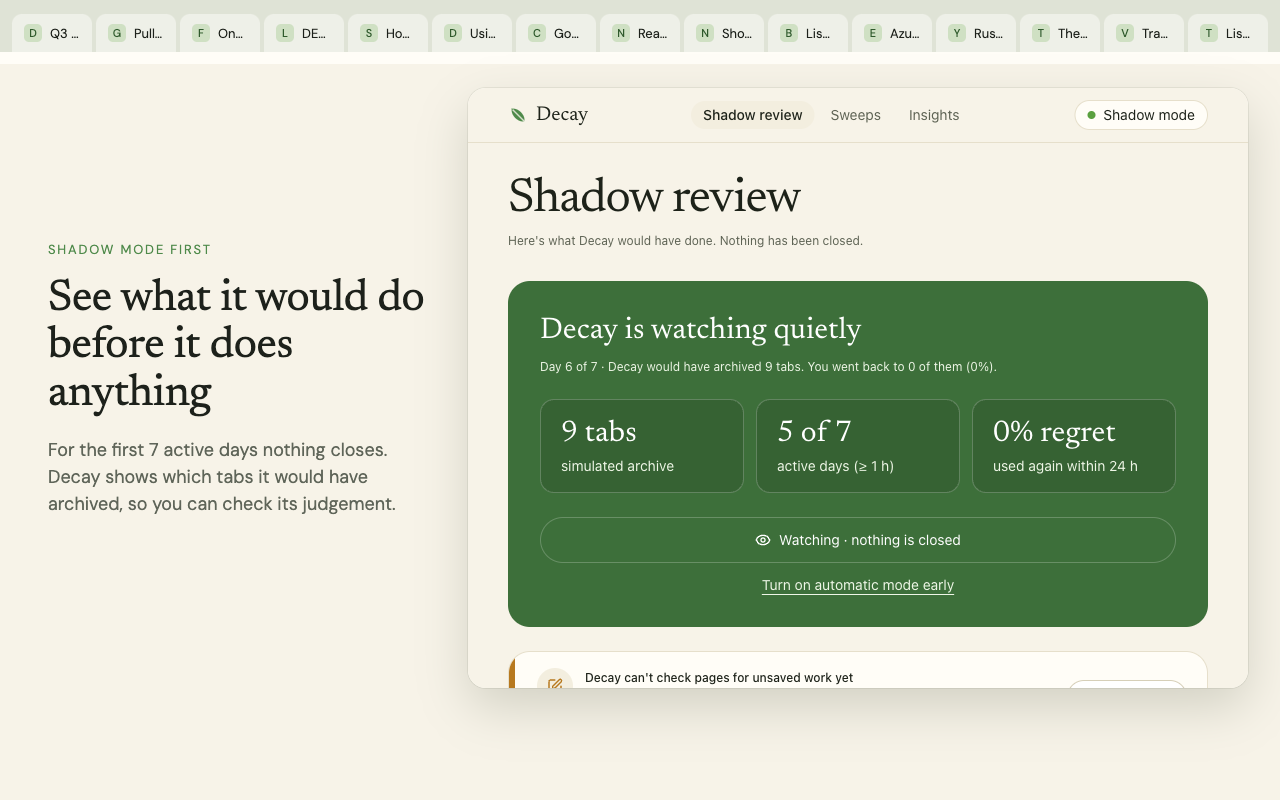 D Q3 ...
G Pull...
F On...
L DE...
S Ho...
D Usi...
C Go...
N Rea...
N Sho...
B Lis...
E Azu...
Y Rus...
T The...
V Tra...
T Lis...
Decay
Shadow review
Sweeps
Insights
Shadow mode
SHADOW MODE FIRST
See what it would do
before it does
anything
For the first 7 active days nothing closes.
Decay shows which tabs it would have
archived, so you can check its judgement.
Shadow review
Here's what Decay would have done. Nothing has been closed.
Decay is watching quietly
Day 6 of 7 · Decay would have archived 9 tabs. You went back to 0 of them (0%).
9 tabs
simulated archive
5 of 7
active days (≥ 1 h)
0% regret
used again within 24 h
Watching · nothing is closed
Turn on automatic mode early
Decay can't check pages for unsaved work yet